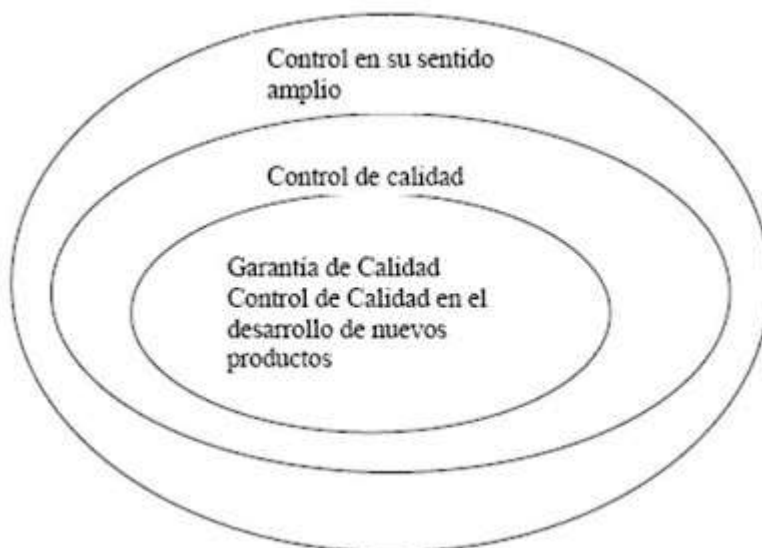 Control en su sentido
amplio
Control de calidad
Garantía de Calidad
Control de Calidad en el
desarrollo de nuevos
productos